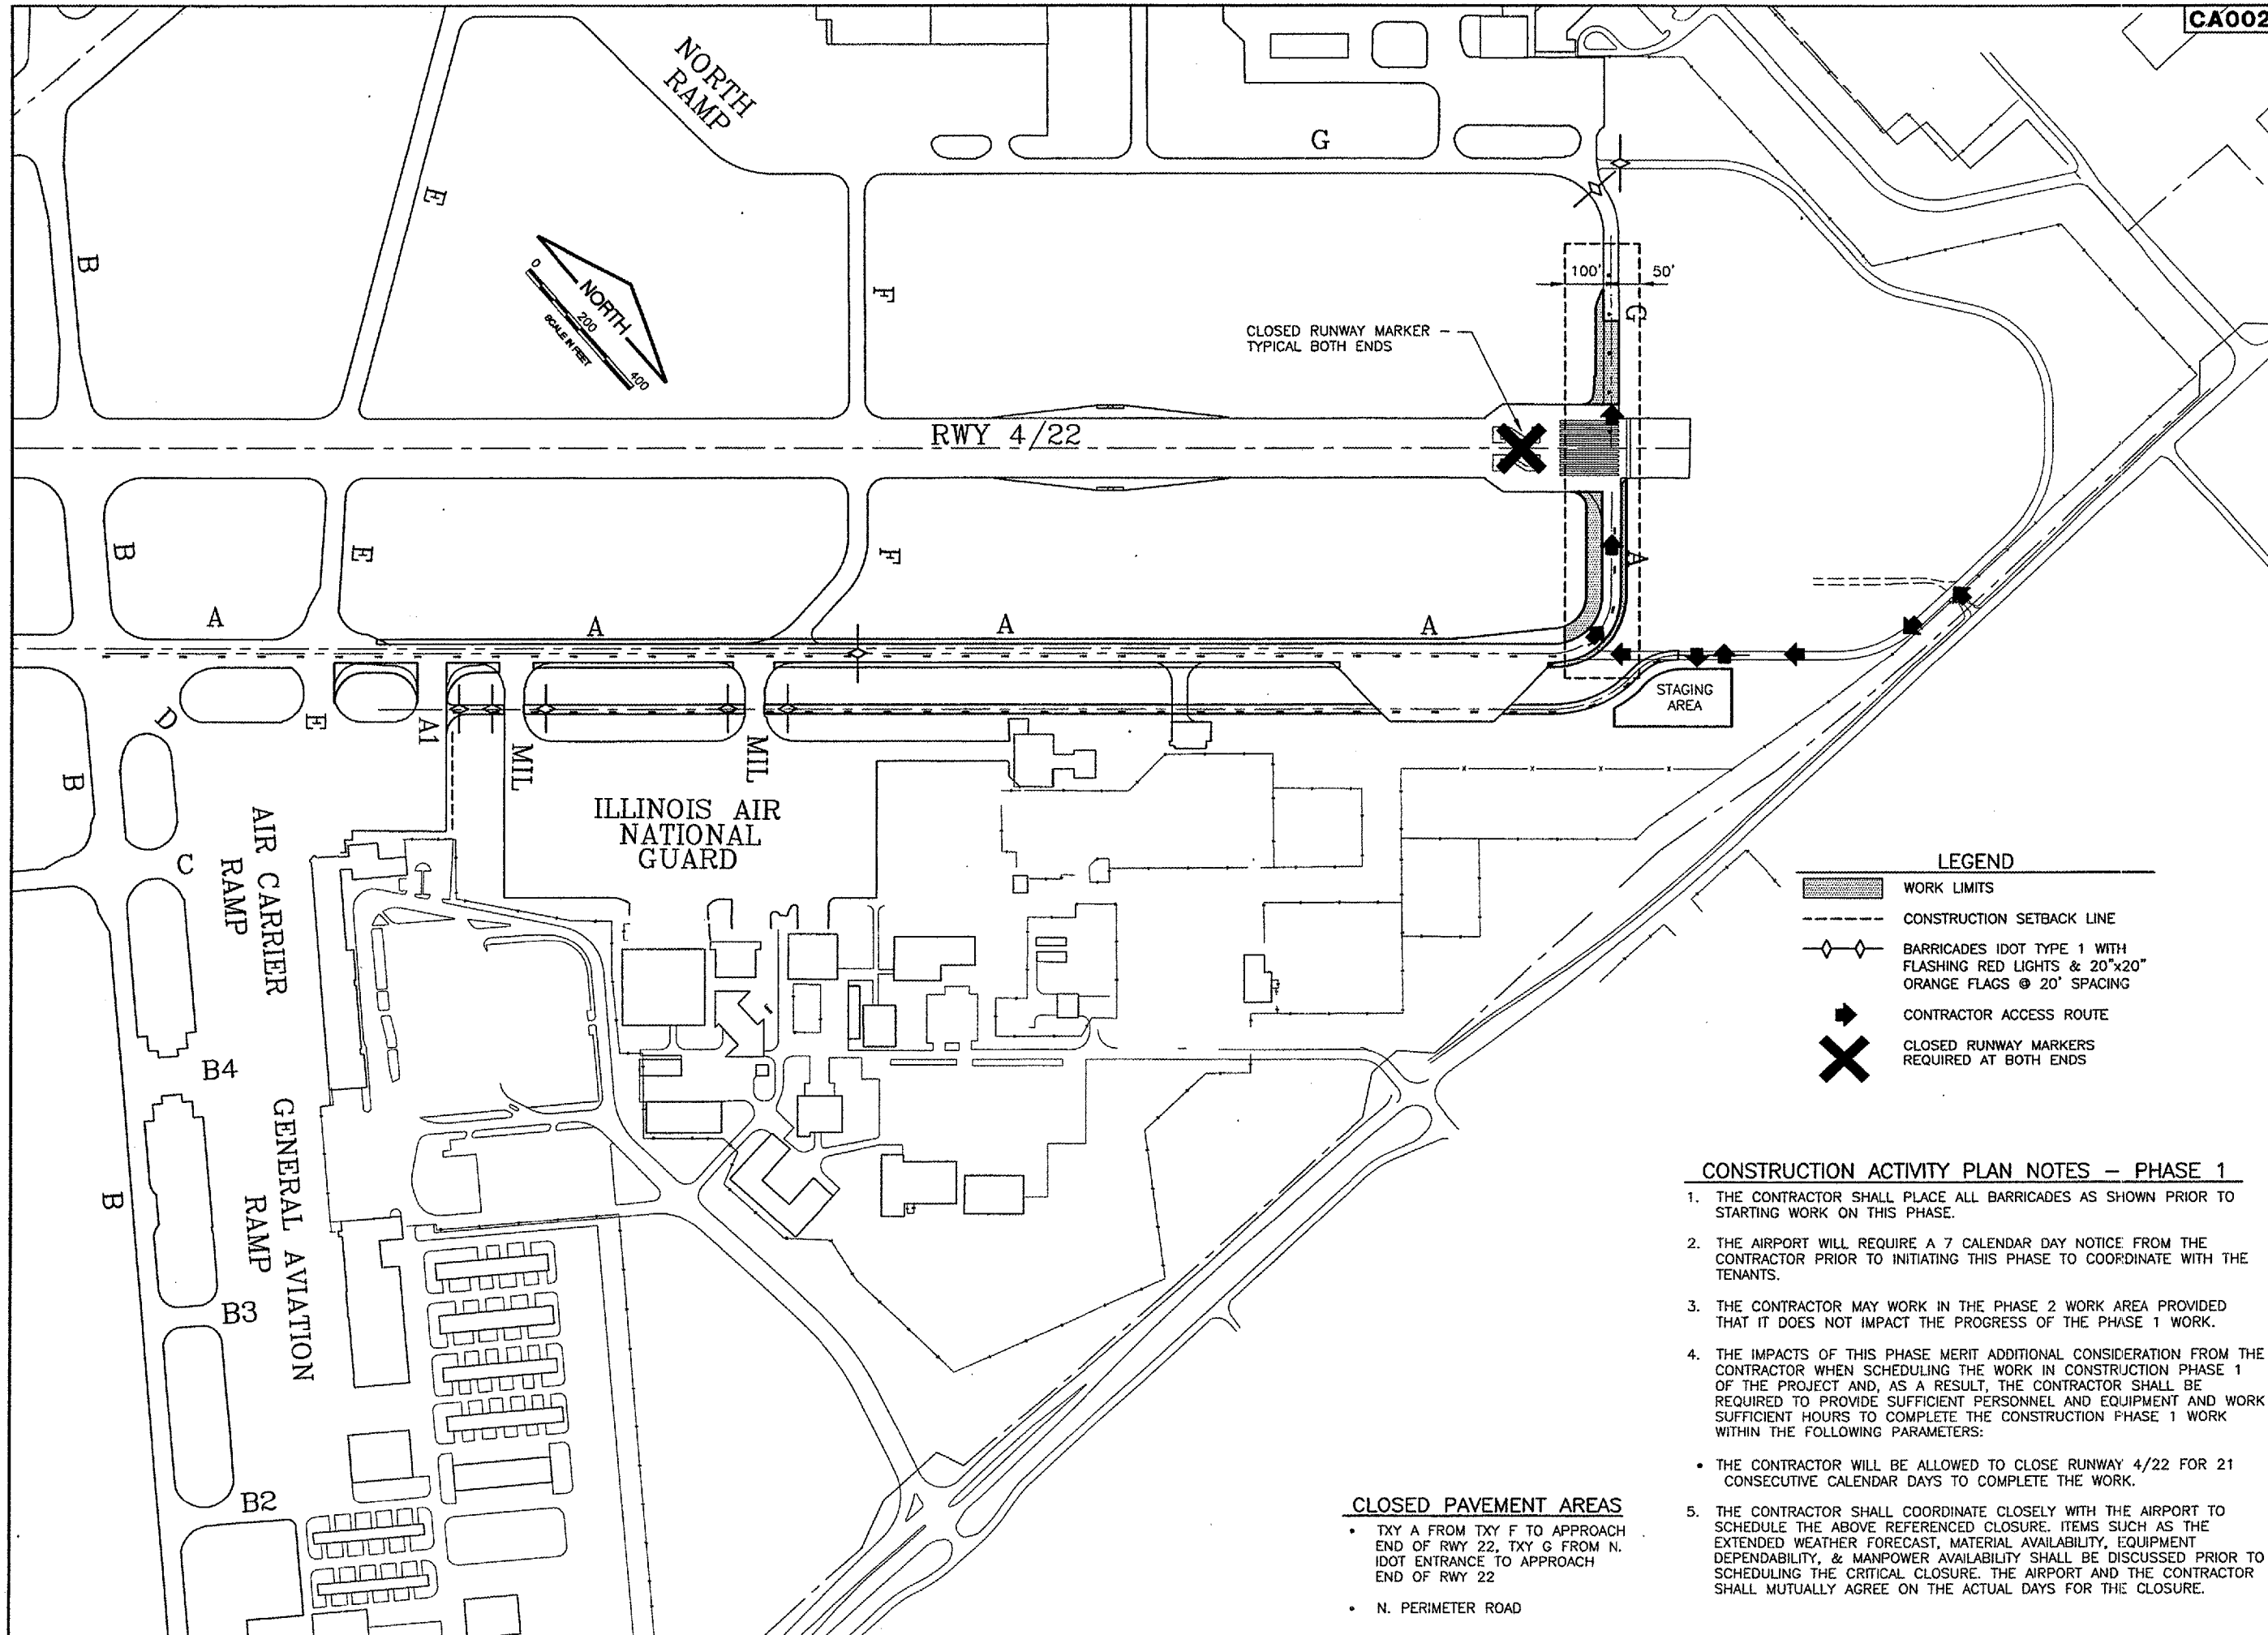 CA002
NORTH
RAMP
G
E
B
F
0
NORTH
200
SCALE IN FEET
400
100'
50'
G
CLOSED RUNWAY MARKER
TYPICAL BOTH ENDS
RWY 4/22
B
E
F
A
A
A
A
A
D
E
A1
MIL
MIL
STAGING
AREA
B
ILLINOIS AIR
NATIONAL
GUARD
AIR CARRIER
RAMP
C
B4
GENERAL AVIATION
RAMP
B
B3
B2
LEGEND
WORK LIMITS
CONSTRUCTION SETBACK LINE
BARRICADES IDOT TYPE 1 WITH
FLASHING RED LIGHTS & 20"x20"
ORANGE FLAGS @ 20' SPACING
CONTRACTOR ACCESS ROUTE
CLOSED RUNWAY MARKERS
REQUIRED AT BOTH ENDS
CONSTRUCTION ACTIVITY PLAN NOTES – PHASE 1
1. THE CONTRACTOR SHALL PLACE ALL BARRICADES AS SHOWN PRIOR TO
STARTING WORK ON THIS PHASE.
2. THE AIRPORT WILL REQUIRE A 7 CALENDAR DAY NOTICE FROM THE
CONTRACTOR PRIOR TO INITIATING THIS PHASE TO COORDINATE WITH THE
TENANTS.
3. THE CONTRACTOR MAY WORK IN THE PHASE 2 WORK AREA PROVIDED
THAT IT DOES NOT IMPACT THE PROGRESS OF THE PHASE 1 WORK.
4. THE IMPACTS OF THIS PHASE MERIT ADDITIONAL CONSIDERATION FROM THE
CONTRACTOR WHEN SCHEDULING THE WORK IN CONSTRUCTION PHASE 1
OF THE PROJECT AND, AS A RESULT, THE CONTRACTOR SHALL BE
REQUIRED TO PROVIDE SUFFICIENT PERSONNEL AND EQUIPMENT AND WORK
SUFFICIENT HOURS TO COMPLETE THE CONSTRUCTION PHASE 1 WORK
WITHIN THE FOLLOWING PARAMETERS:
• THE CONTRACTOR WILL BE ALLOWED TO CLOSE RUNWAY 4/22 FOR 21
CONSECUTIVE CALENDAR DAYS TO COMPLETE THE WORK.
5. THE CONTRACTOR SHALL COORDINATE CLOSELY WITH THE AIRPORT TO
SCHEDULE THE ABOVE REFERENCED CLOSURE. ITEMS SUCH AS THE
EXTENDED WEATHER FORECAST, MATERIAL AVAILABILITY, EQUIPMENT
DEPENDABILITY, & MANPOWER AVAILABILITY SHALL BE DISCUSSED PRIOR TO
SCHEDULING THE CRITICAL CLOSURE. THE AIRPORT AND THE CONTRACTOR
SHALL MUTUALLY AGREE ON THE ACTUAL DAYS FOR THE CLOSURE.
CLOSED PAVEMENT AREAS
• TXY A FROM TXY F TO APPROACH
END OF RWY 22, TXY G FROM N.
IDOT ENTRANCE TO APPROACH
END OF RWY 22
• N. PERIMETER ROAD